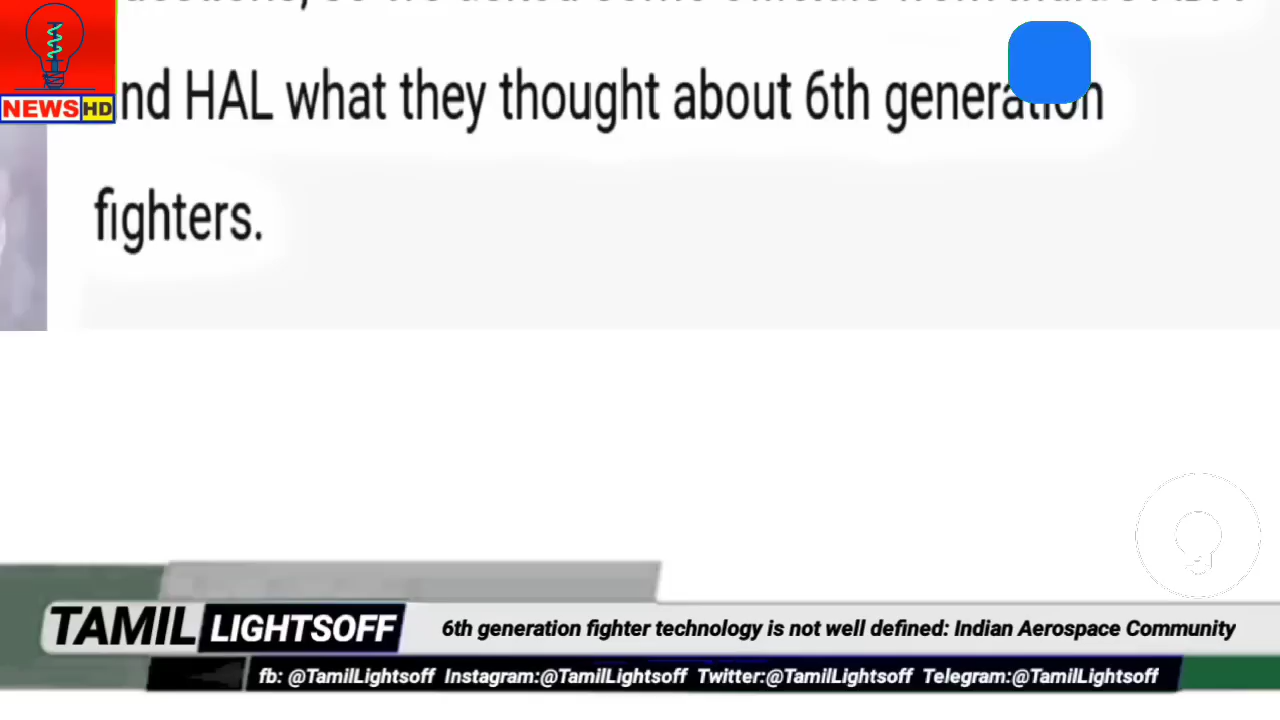 nd HAL what they thought about 6th generation
fighters.
NEWS HD
TAMIL LIGHTSOFF
6th generation fighter technology is not well defined: Indian Aerospace Community
fb: @TamilLightsoff Instagram:@TamilLightsoff Twitter:@TamilLightsoff Telegram:@TamilLightsoff